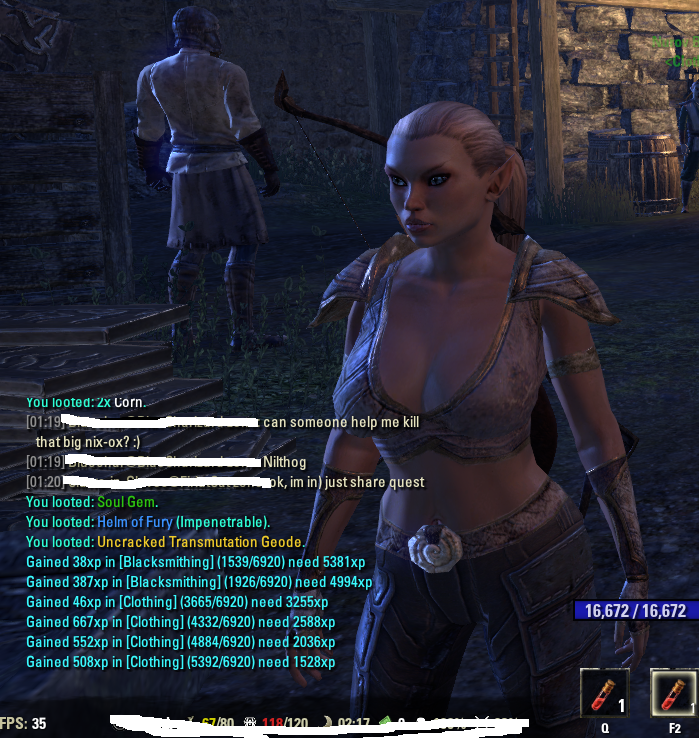 You looted: 2x Corn.
[01:19] can someone help me kill
that big nix-ox? :)
[01:19] Nilthog
[01:20] ok, im in) just share quest
You looted: Soul Gem.
You looted: Helm of Fury (Impenetrable).
You looted: Uncracked Transmutation Geode.
Gained 38xp in [Blacksmithing] (1539/6920) need 5381xp
Gained 387xp in [Blacksmithing] (1926/6920) need 4994xp
Gained 46xp in [Clothing] (3665/6920) need 3255xp
Gained 667xp in [Clothing] (4332/6920) need 2588xp
Gained 552xp in [Clothing] (4884/6920) need 2036xp
Gained 508xp in [Clothing] (5392/6920) need 1528xp
16,672 / 16,672
1
1
Q
F2
FPS: 35
67/80 118/120 02:17